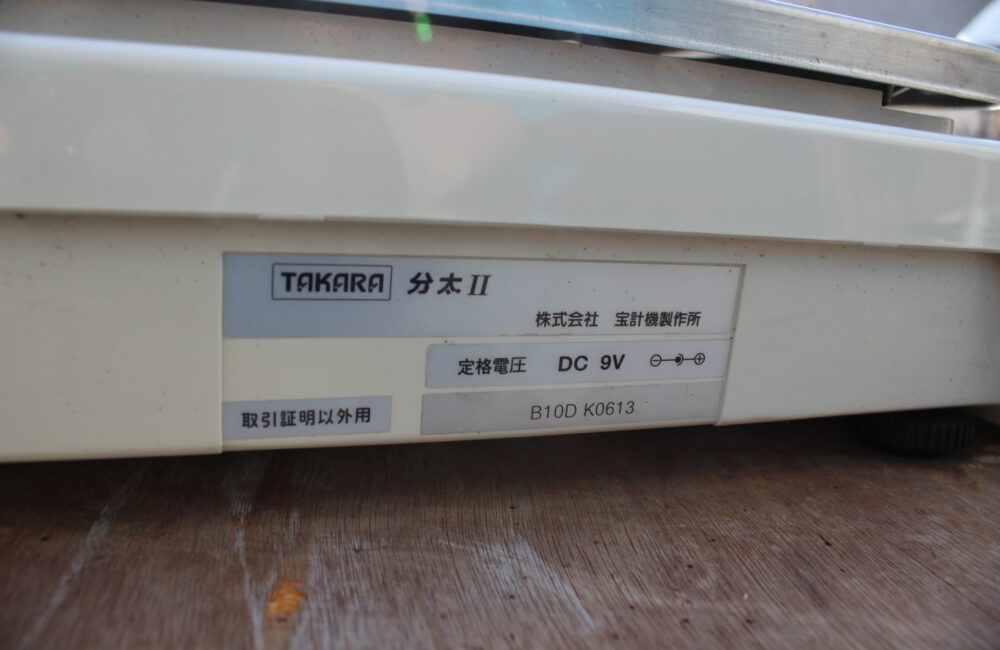 TAKARA 分太II
株式会社 宝計機製作所
定格電圧 DC 9V
取引証明以外用
B10D K0613